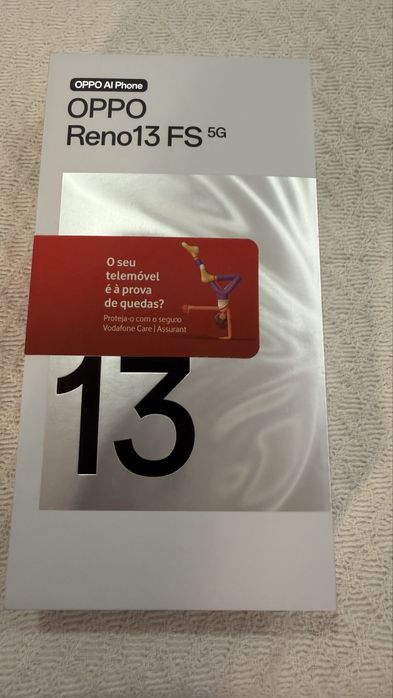 OPPO AI Phone
OPPO
Reno13 FS 5G
O seu
telemóvel
é à prova
de quedas?
Proteja-o com o seguro
Vodafone Care | Assurant
13